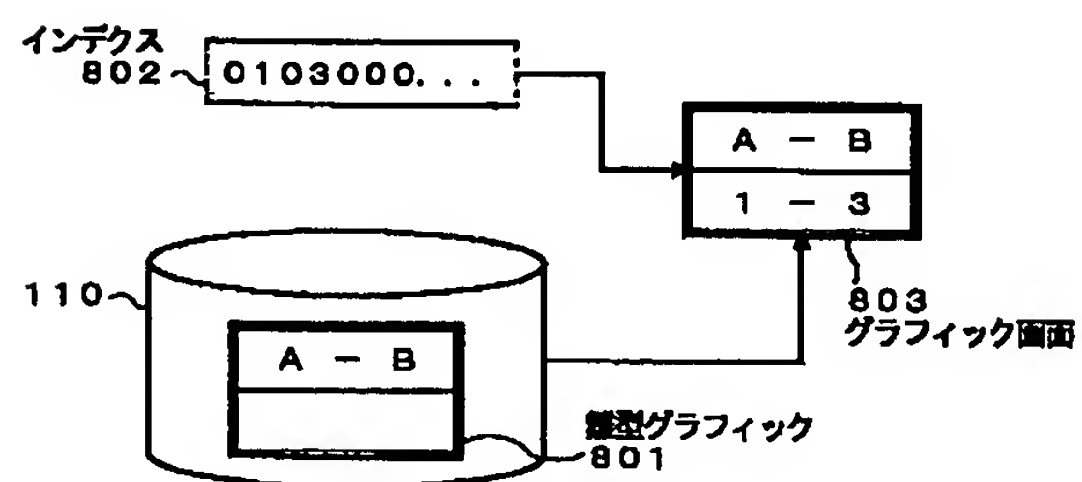 インデクス
802
0103000...
A - B
1 - 3
803
グラフィック画面
110
A - B
雛型グラフィック
801